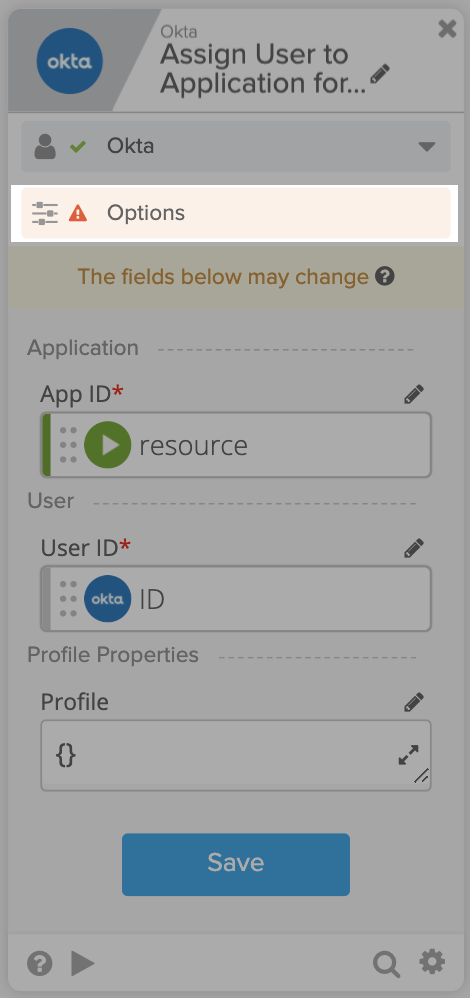 okta
Okta
Assign User to
Application for...
Okta
Options
The fields below may change ?
Application
App ID*
resource
User
User ID*
okta ID
Profile Properties
Profile
{}
Save
?